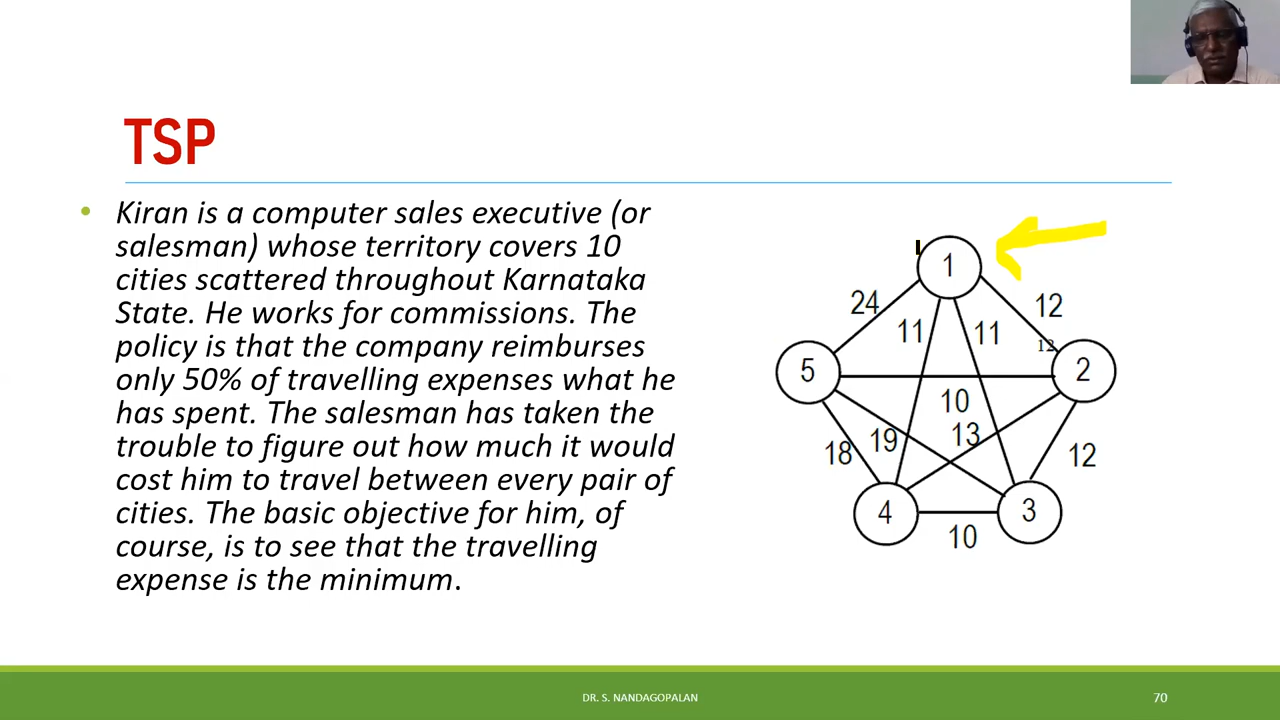 TSP
• Kiran is a computer sales executive (or
salesman) whose territory covers 10
cities scattered throughout Karnataka
State. He works for commissions. The
policy is that the company reimburses
only 50% of travelling expenses what he
has spent. The salesman has taken the
trouble to figure out how much it would
cost him to travel between every pair of
cities. The basic objective for him, of
course, is to see that the travelling
expense is the minimum.
1
24
12
11
11
12
5
2
10
19
13
18
12
4
3
10
DR. S. NANDAGOPALAN
70